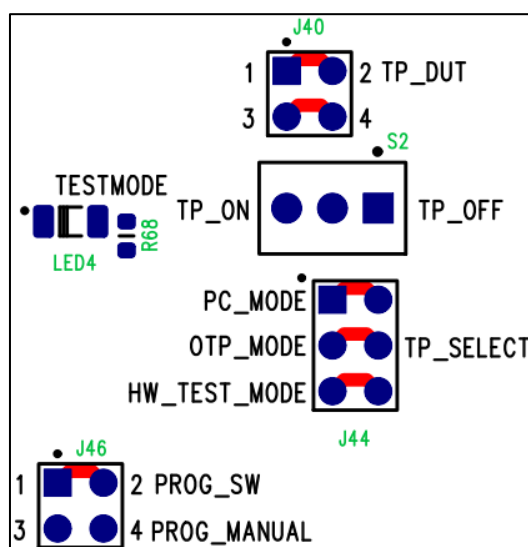 J40
1 2 TP_DUT
3 4
S2
TESTMODE
TP_ON TP_OFF
R68
LED4
PC_MODE
OTP_MODE TP_SELECT
HW_TEST_MODE
J44
J46
1 2 PROG_SW
3 4 PROG_MANUAL